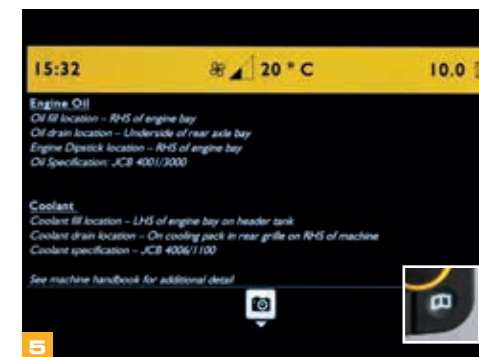 15:32 20 ° C 10.0
Engine Oil
Oil fill location – RHS of engine bay
Oil drain location – Underside of rear axle bay
Engine Dipstick location – RHS of engine bay
Oil Specification: JCB 4001/3000
Coolant
Coolant fill location – LHS of engine bay on header tank
Coolant drain location – On cooling pack in rear grille on RHS of machine
Coolant specification – JCB 4006/1100
See machine handbook for additional detail
5